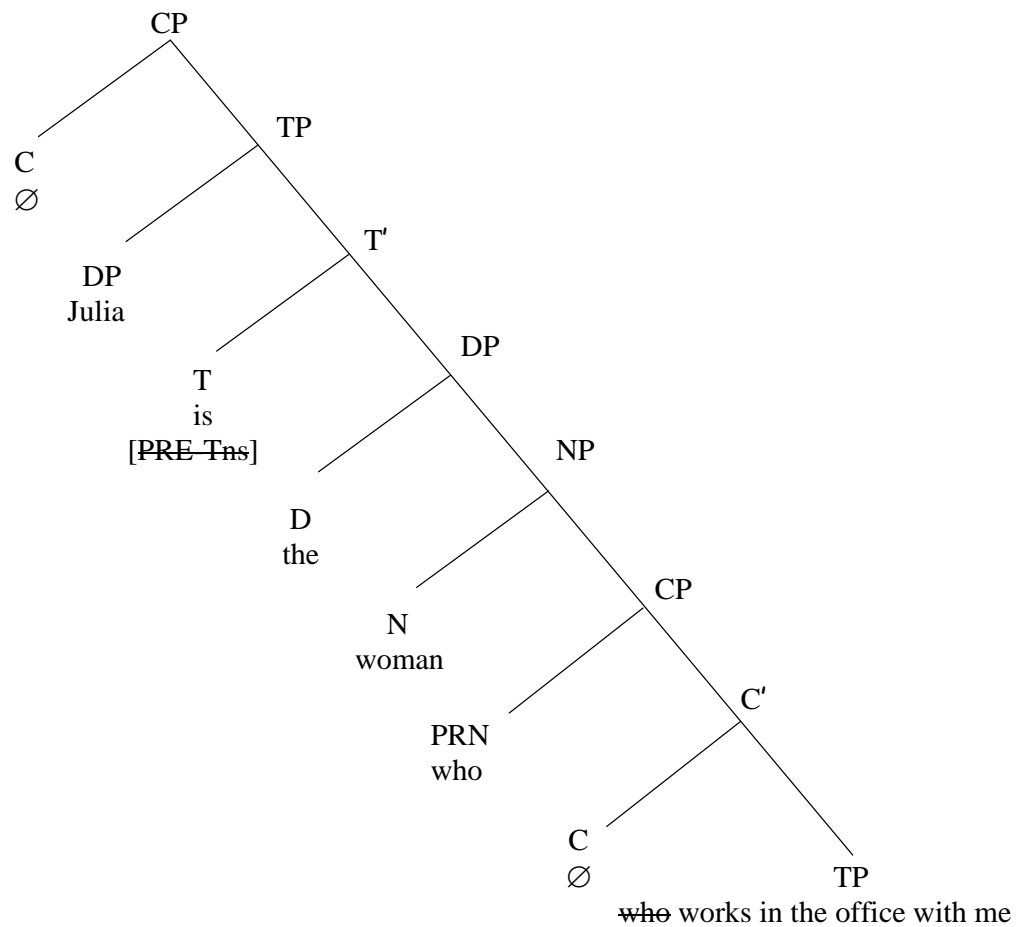 CP
TP
C
∅
T′
DP
Julia
DP
T
is
[PRE-Tns]
NP
D
the
CP
N
woman
C′
PRN
who
C
∅
TP
who works in the office with me